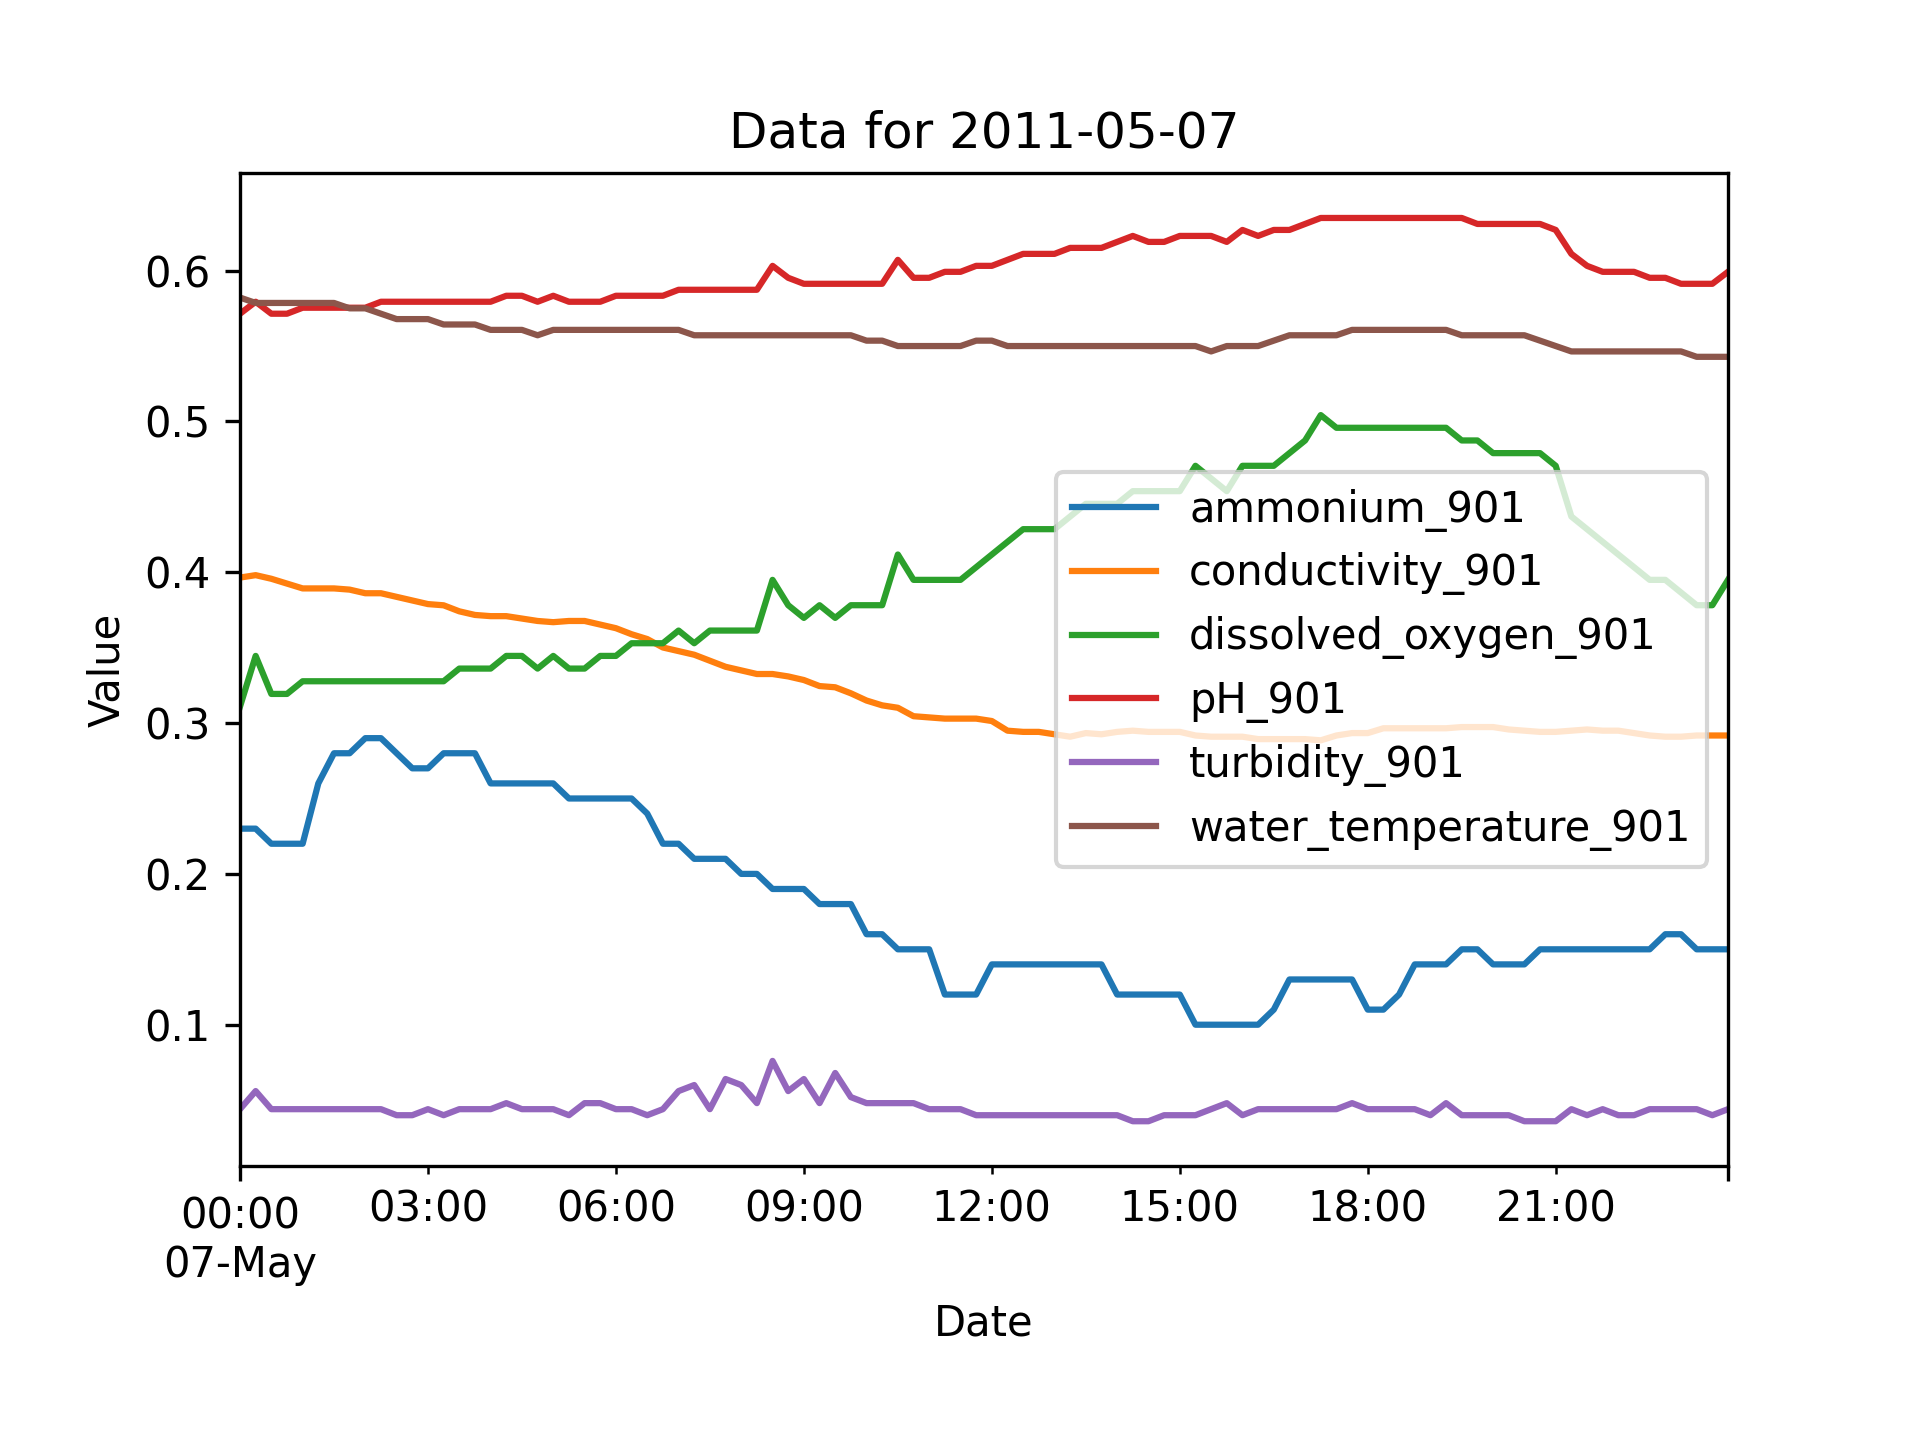 Data for 2011-05-07
Value
0.6
0.5
0.4
0.3
0.2
0.1
ammonium_901
conductivity_901
dissolved_oxygen_901
pH_901
turbidity_901
water_temperature_901
00:00 03:00 06:00 09:00 12:00 15:00 18:00 21:00
07-May
Date